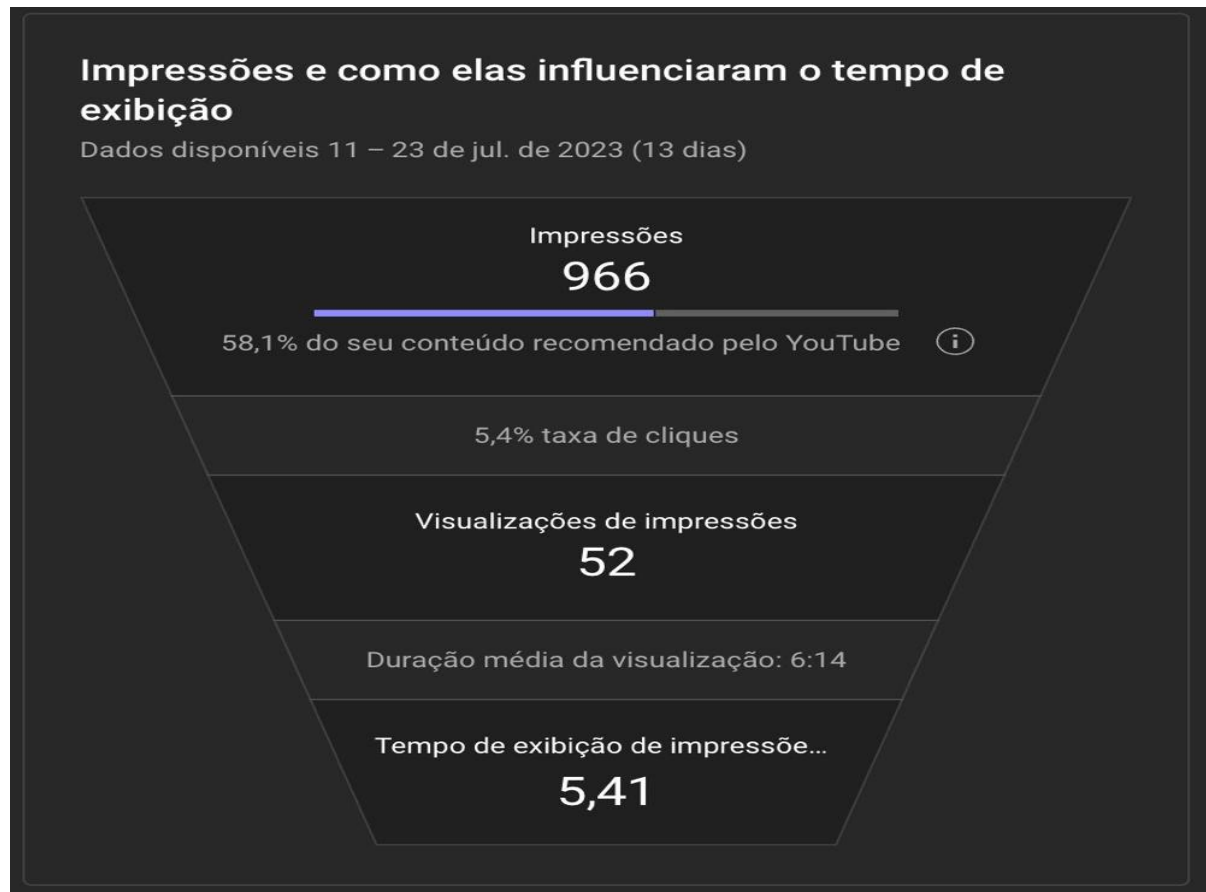 Impressões e como elas influenciaram o tempo de
exibição
Dados disponíveis 11 – 23 de jul. de 2023 (13 dias)
Impressões
966
58,1% do seu conteúdo recomendado pelo YouTube
5,4% taxa de cliques
Visualizações de impressões
52
Duração média da visualização: 6:14
Tempo de exibição de impressõe...
5,41